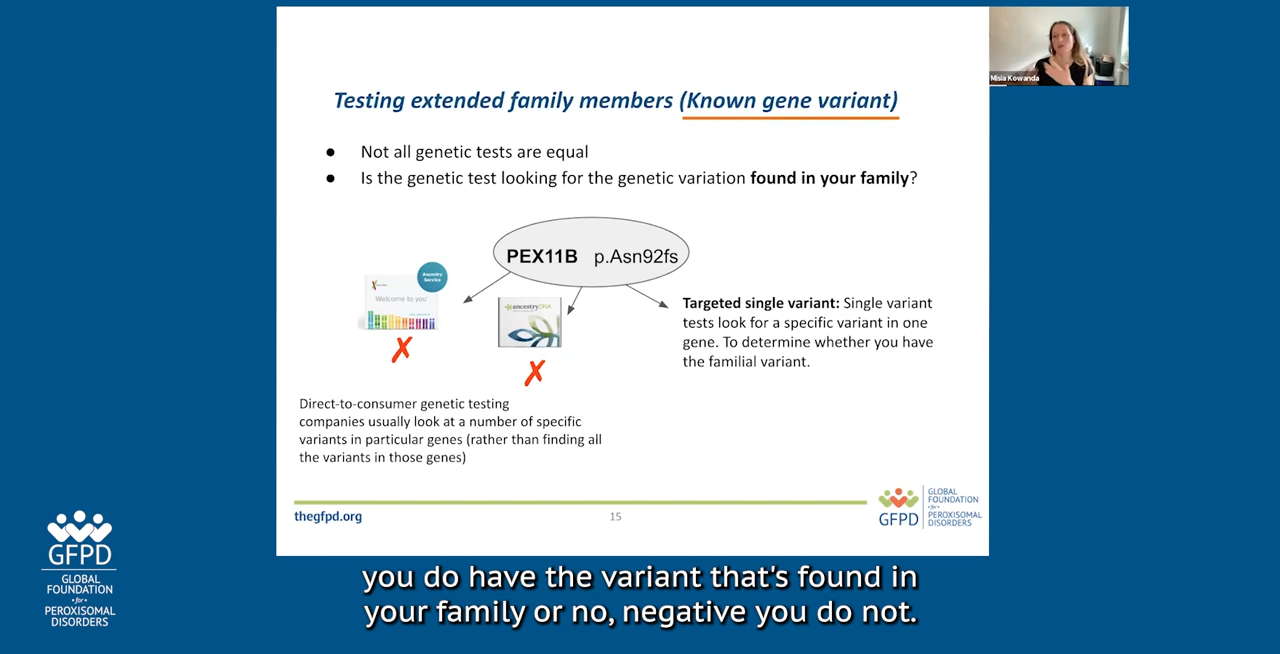 Misia Kowanda
Testing extended family members (Known gene variant)
● Not all genetic tests are equal
● Is the genetic test looking for the genetic variation found in your family?
PEX11B p.Asn92fs
Ancestry
Service
Welcome to you
ancestryDNA
✗
✗
Targeted single variant: Single variant
tests look for a specific variant in one
gene. To determine whether you have
the familial variant.
Direct-to-consumer genetic testing
companies usually look at a number of specific
variants in particular genes (rather than finding all
the variants in those genes)
thegfpd.org
15
GFPD
GLOBAL
FOUNDATION
·for·
PEROXISOMAL
DISORDERS
GFPD
GLOBAL
FOUNDATION
·for·
PEROXISOMAL
DISORDERS
you do have the variant that's found in
your family or no, negative you do not.